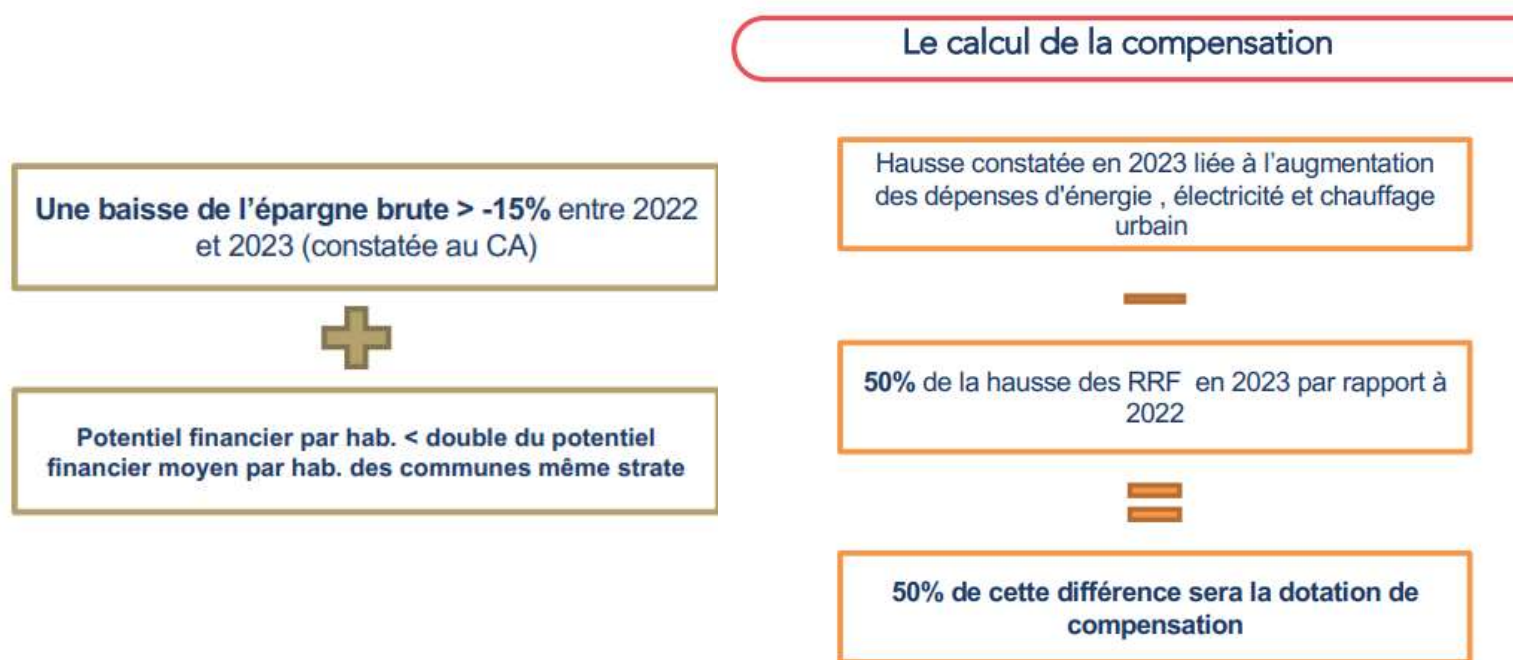 Le calcul de la compensation
Une baisse de l'épargne brute > -15% entre 2022
et 2023 (constatée au CA)
Potentiel financier par hab. < double du potentiel
financier moyen par hab. des communes même strate
Hausse constatée en 2023 liée à l'augmentation
des dépenses d'énergie , électricité et chauffage
urbain
50% de la hausse des RRF en 2023 par rapport à
2022
50% de cette différence sera la dotation de
compensation